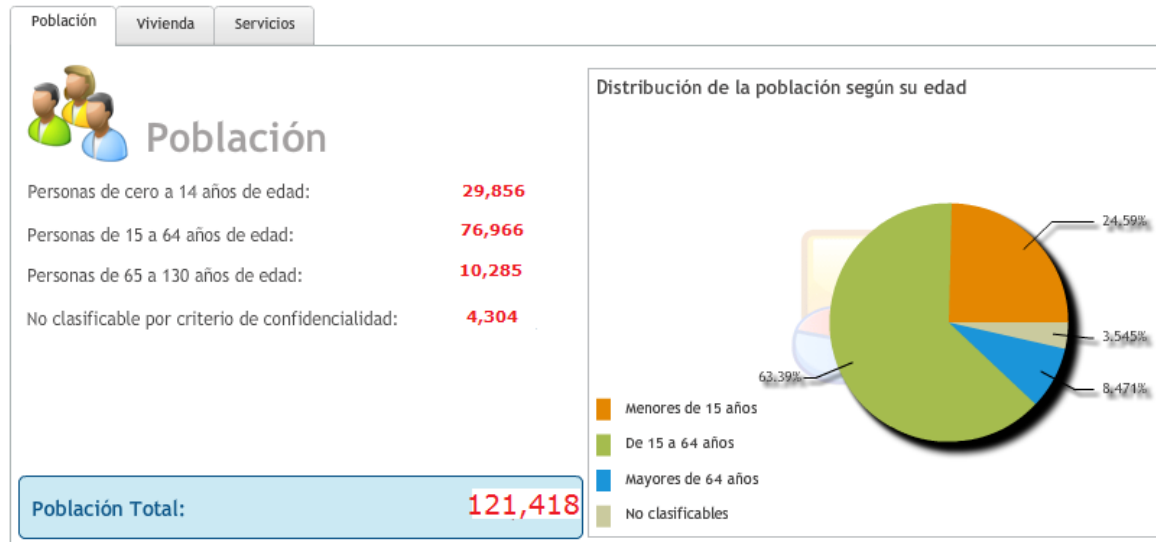 Población Vivienda Servicios
Población
Personas de cero a 14 años de edad: 29,856
Personas de 15 a 64 años de edad: 76,966
Personas de 65 a 130 años de edad: 10,285
No clasificable por criterio de confidencialidad: 4,304
Población Total: 121,418
Distribución de la población según su edad
24,59%
3,545%
8,471%
63.39%
Menores de 15 años
De 15 a 64 años
Mayores de 64 años
No clasificables